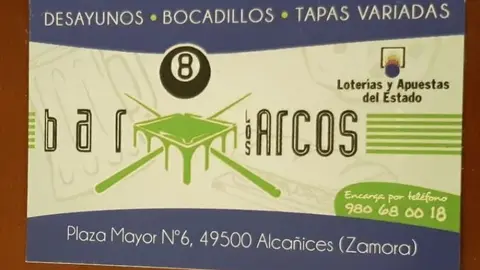 DESAYUNOS • BOCADILLOS • TAPAS VARIADAS
8
Loterías y Apuestas
del Estado
bar LOS ARCOS
Encarga por teléfono
980 68 00 18
Plaza Mayor Nº6, 49500 Alcañices (Zamora)